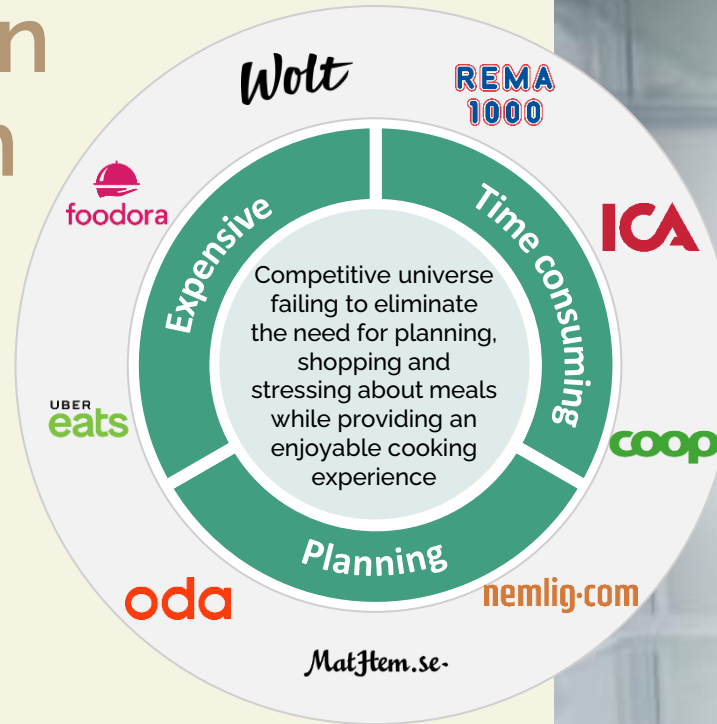 Wolt
REMA
1000
foodora
ICA
Expensive
Time consuming
Competitive universe
failing to eliminate
the need for planning,
shopping and
stressing about meals
while providing an
enjoyable cooking
experience
UBER
eats
coop
Planning
oda
nemlig.com
MatHem.se